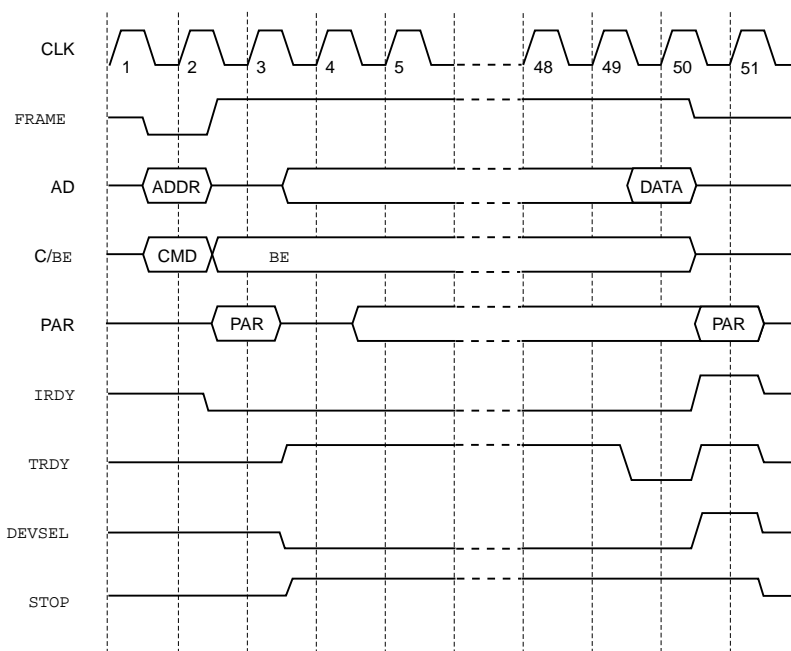 CLK
1 2 3 4 5 48 49 50 51
FRAME
AD ADDR DATA
C/BE CMD BE
PAR PAR PAR
IRDY
TRDY
DEVSEL
STOP